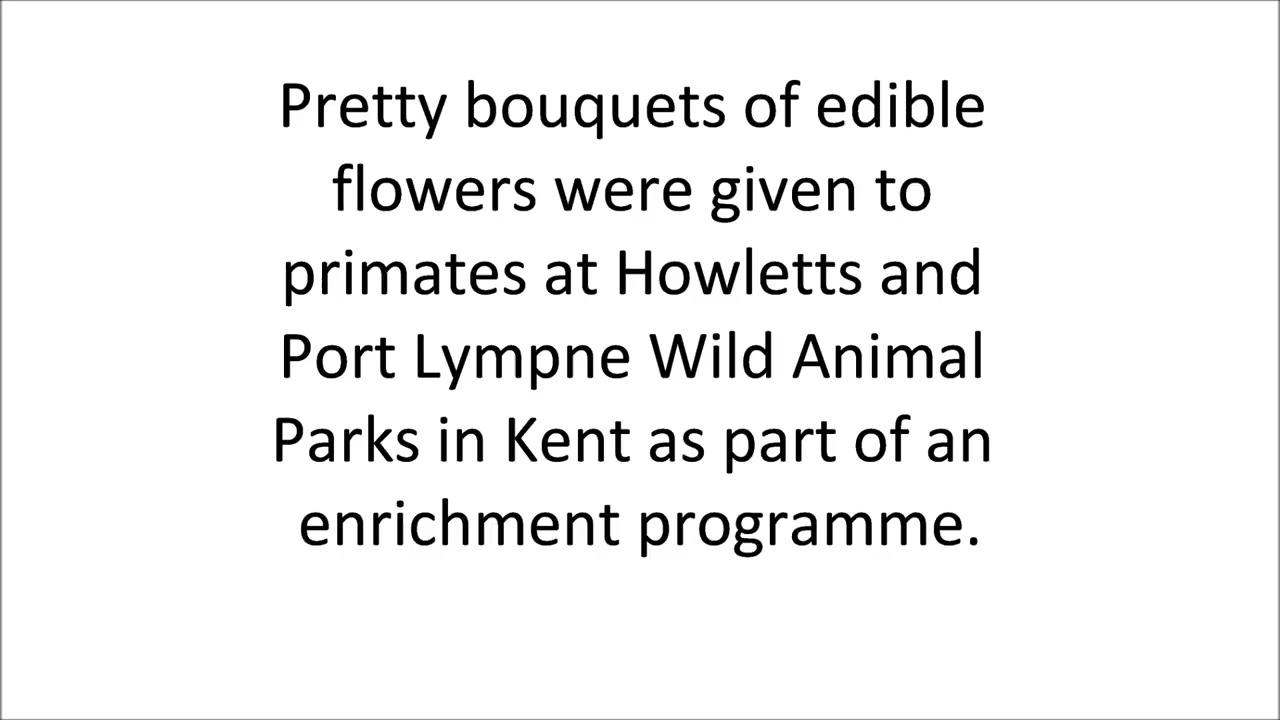 Pretty bouquets of edible
flowers were given to
primates at Howletts and
Port Lympne Wild Animal
Parks in Kent as part of an
enrichment programme.